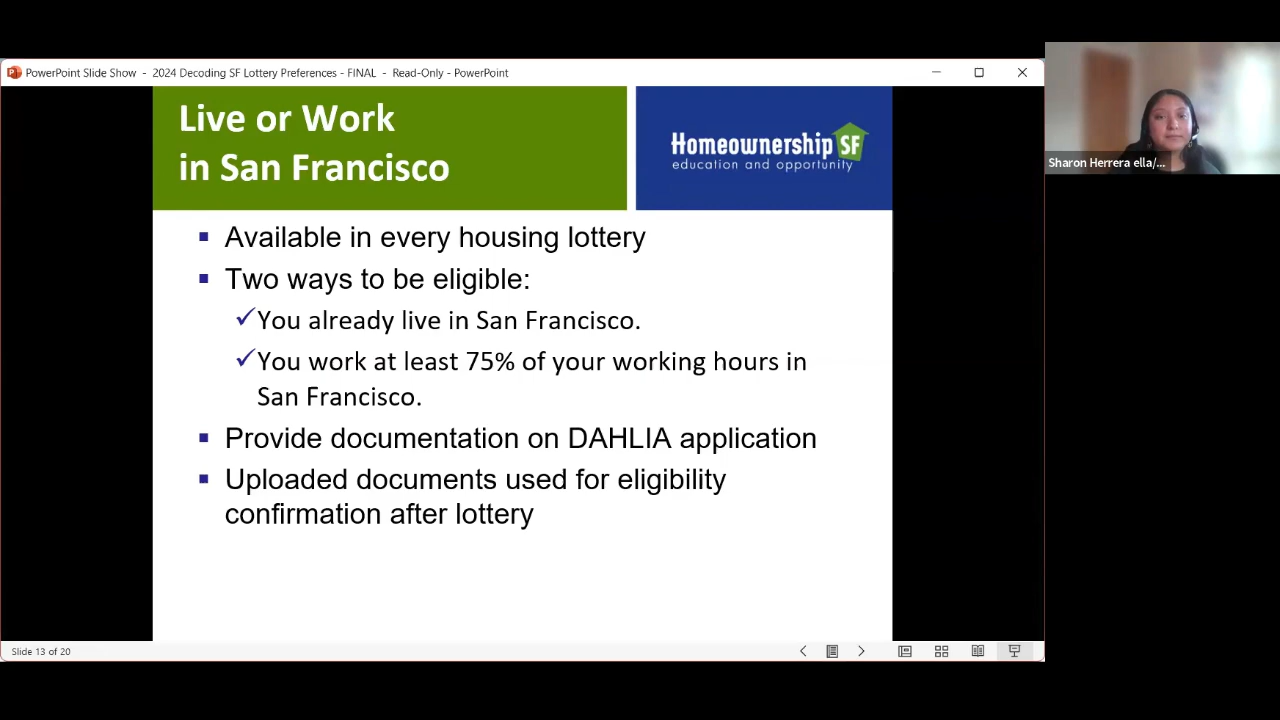 PowerPoint Slide Show - 2024 Decoding SF Lottery Preferences - FINAL - Read-Only - PowerPoint
Live or Work
in San Francisco
Homeownership SF
education and opportunity
Sharon Herrera ella/...
Available in every housing lottery
Two ways to be eligible:
You already live in San Francisco.
You work at least 75% of your working hours in
San Francisco.
Provide documentation on DAHLIA application
Uploaded documents used for eligibility
confirmation after lottery
Slide 13 of 20